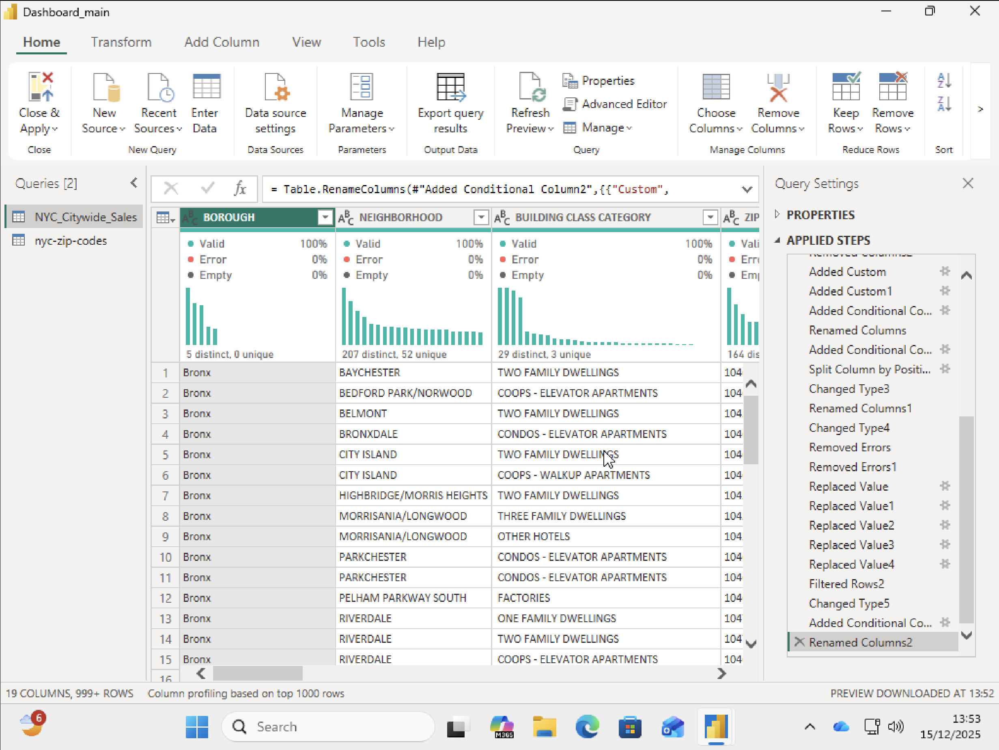 Dashboard_main
Home Transform Add Column View Tools Help
Close & Apply
Close
New Source
Recent Sources
Enter Data
New Query
Data source settings
Data Sources
Manage Parameters
Parameters
Export query results
Output Data
Refresh Preview
Properties
Advanced Editor
Manage
Query
Choose Columns
Remove Columns
Manage Columns
Keep Rows
Remove Rows
Reduce Rows
Sort
Queries [2]
NYC_Citywide_Sales
nyc-zip-codes
fx
= Table.RenameColumns(#"Added Conditional Column2",{{"Custom",
BOROUGH NEIGHBORHOOD BUILDING CLASS CATEGORY ZIP
Valid 100% Valid 100% Valid 100% Vali
Error 0% Error 0% Error 0% Erro
Empty 0% Empty 0% Empty 0% Emp
5 distinct, 0 unique 207 distinct, 52 unique 29 distinct, 3 unique 164 dis
1 Bronx BAYCHESTER TWO FAMILY DWELLINGS 104
2 Bronx BEDFORD PARK/NORWOOD COOPS - ELEVATOR APARTMENTS 104
3 Bronx BELMONT TWO FAMILY DWELLINGS 104
4 Bronx BRONXDALE CONDOS - ELEVATOR APARTMENTS 104
5 Bronx CITY ISLAND TWO FAMILY DWELLINGS 104
6 Bronx CITY ISLAND COOPS - WALKUP APARTMENTS 104
7 Bronx HIGHBRIDGE/MORRIS HEIGHTS TWO FAMILY DWELLINGS 104
8 Bronx MORRISANIA/LONGWOOD THREE FAMILY DWELLINGS 104
9 Bronx MORRISANIA/LONGWOOD OTHER HOTELS 104
10 Bronx PARKCHESTER CONDOS - ELEVATOR APARTMENTS 104
11 Bronx PARKCHESTER CONDOS - ELEVATOR APARTMENTS 104
12 Bronx PELHAM PARKWAY SOUTH FACTORIES 104
13 Bronx RIVERDALE ONE FAMILY DWELLINGS 104
14 Bronx RIVERDALE TWO FAMILY DWELLINGS 104
15 Bronx RIVERDALE COOPS - ELEVATOR APARTMENTS 104
16
Query Settings
PROPERTIES
APPLIED STEPS
Added Custom
Added Custom1
Added Conditional Co...
Renamed Columns
Added Conditional Co...
Split Column by Positi...
Changed Type3
Renamed Columns1
Changed Type4
Removed Errors
Removed Errors1
Replaced Value
Replaced Value1
Replaced Value2
Replaced Value3
Replaced Value4
Filtered Rows2
Changed Type5
Added Conditional Co...
Renamed Columns2
19 COLUMNS, 999+ ROWS Column profiling based on top 1000 rows PREVIEW DOWNLOADED AT 13:52
6
Search
M365
13:53
15/12/2025